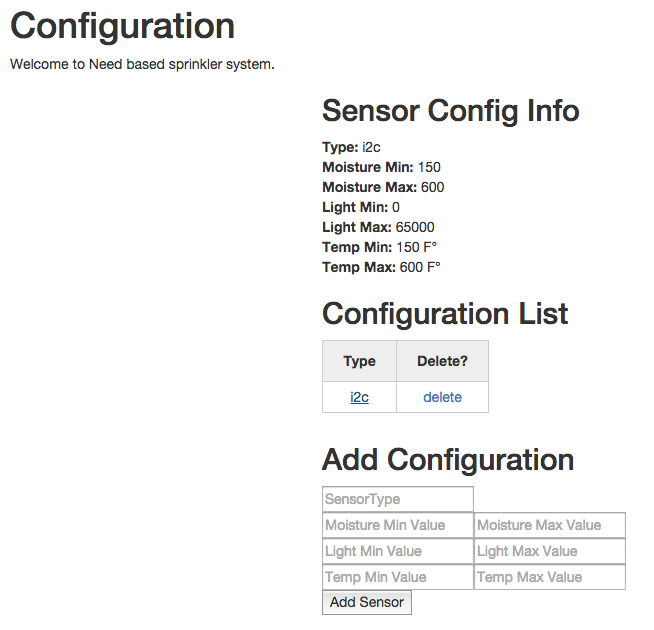 Configuration
Welcome to Need based sprinkler system.
Sensor Config Info
Type: i2c
Moisture Min: 150
Moisture Max: 600
Light Min: 0
Light Max: 65000
Temp Min: 150 F°
Temp Max: 600 F°
Configuration List
Type Delete?
i2c delete
Add Configuration
SensorType
Moisture Min Value Moisture Max Value
Light Min Value Light Max Value
Temp Min Value Temp Max Value
Add Sensor